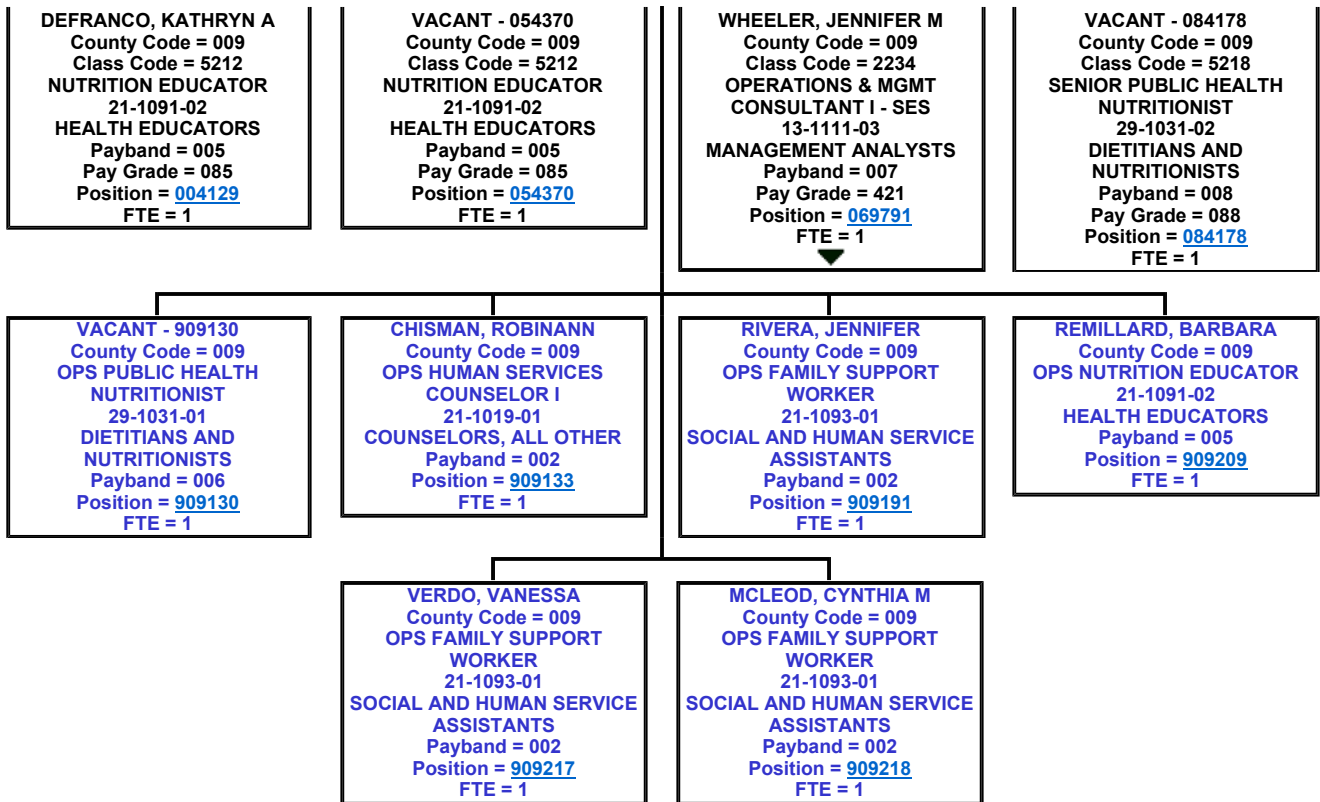 DEFRANCO, KATHRYN A
County Code = 009
Class Code = 5212
NUTRITION EDUCATOR
21-1091-02
HEALTH EDUCATORS
Payband = 005
Pay Grade = 085
Position = 004129
FTE = 1
VACANT - 054370
County Code = 009
Class Code = 5212
NUTRITION EDUCATOR
21-1091-02
HEALTH EDUCATORS
Payband = 005
Pay Grade = 085
Position = 054370
FTE = 1
WHEELER, JENNIFER M
County Code = 009
Class Code = 2234
OPERATIONS & MGMT
CONSULTANT I - SES
13-1111-03
MANAGEMENT ANALYSTS
Payband = 007
Pay Grade = 421
Position = 069791
FTE = 1
VACANT - 084178
County Code = 009
Class Code = 5218
SENIOR PUBLIC HEALTH
NUTRITIONIST
29-1031-02
DIETITIANS AND
NUTRITIONISTS
Payband = 008
Pay Grade = 088
Position = 084178
FTE = 1
VACANT - 909130
County Code = 009
OPS PUBLIC HEALTH
NUTRITIONIST
29-1031-01
DIETITIANS AND
NUTRITIONISTS
Payband = 006
Position = 909130
FTE = 1
CHISMAN, ROBINANN
County Code = 009
OPS HUMAN SERVICES
COUNSELOR I
21-1019-01
COUNSELORS, ALL OTHER
Payband = 002
Position = 909133
FTE = 1
RIVERA, JENNIFER
County Code = 009
OPS FAMILY SUPPORT
WORKER
21-1093-01
SOCIAL AND HUMAN SERVICE
ASSISTANTS
Payband = 002
Position = 909191
FTE = 1
REMILLARD, BARBARA
County Code = 009
OPS NUTRITION EDUCATOR
21-1091-02
HEALTH EDUCATORS
Payband = 005
Position = 909209
FTE = 1
VERDO, VANESSA
County Code = 009
OPS FAMILY SUPPORT
WORKER
21-1093-01
SOCIAL AND HUMAN SERVICE
ASSISTANTS
Payband = 002
Position = 909217
FTE = 1
MCLEOD, CYNTHIA M
County Code = 009
OPS FAMILY SUPPORT
WORKER
21-1093-01
SOCIAL AND HUMAN SERVICE
ASSISTANTS
Payband = 002
Position = 909218
FTE = 1